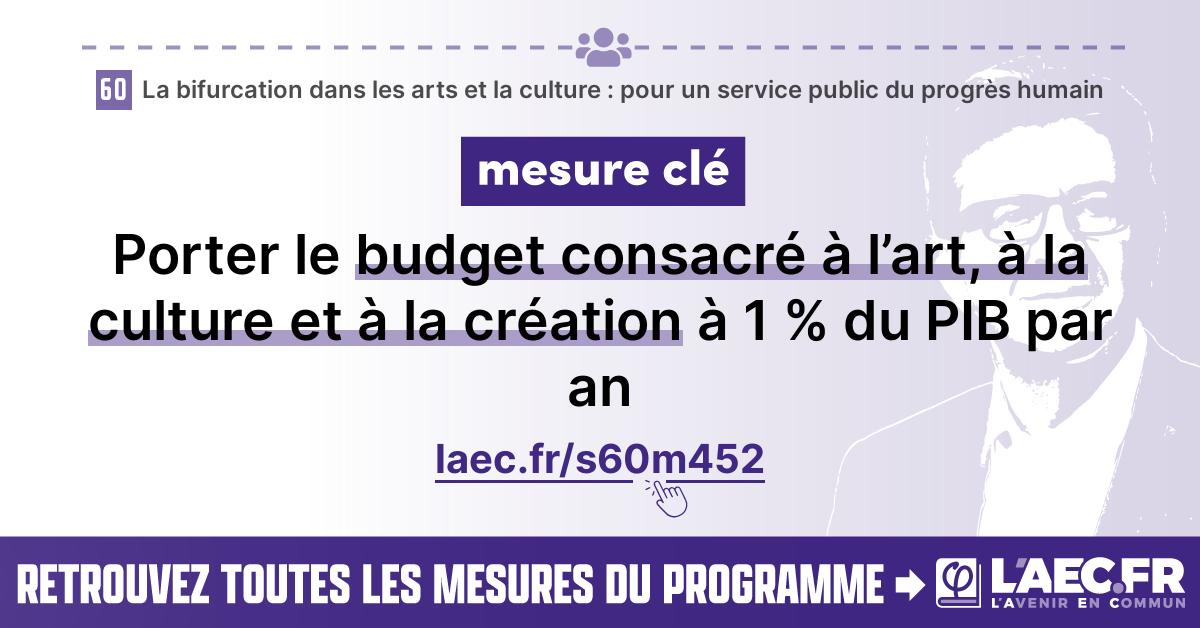 60 La bifurcation dans les arts et la culture : pour un service public du progrès humain
mesure clé
Porter le budget consacré à l’art, à la
culture et à la création à 1 % du PIB par
an
laec.fr/s60m452
RETROUVEZ TOUTES LES MESURES DU PROGRAMME
φ L'AEC.FR
L'AVENIR EN COMMUN